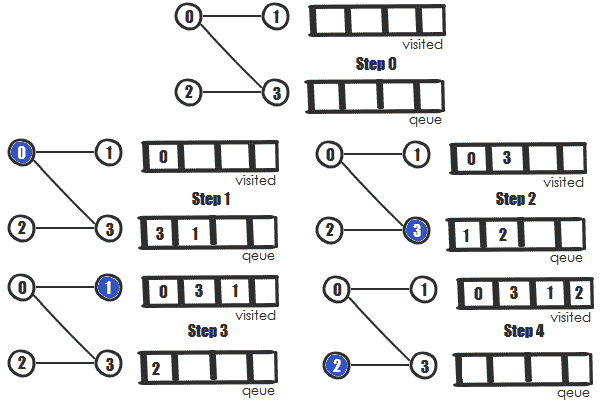 0 1
visited
Step 0
2 3
qeue
0 1 0
visited
Step 1
2 3 3 1
qeue
0 1 0 3
visited
Step 2
2 3 1 2
qeue
0 1 0 3 1
visited
Step 3
2 3 2
qeue
0 1 0 3 1 2
visited
Step 4
2 3
qeue